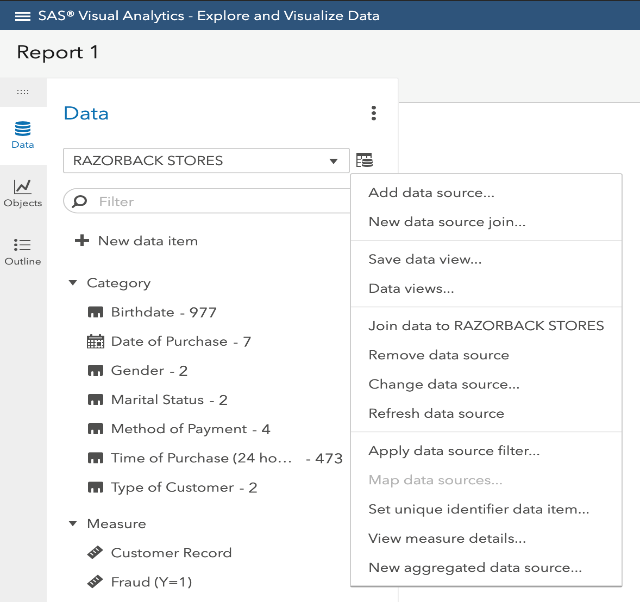 SAS® Visual Analytics - Explore and Visualize Data
Report 1
Data
Objects
Outline
Data
RAZORBACK STORES
Filter
New data item
Category
Birthdate - 977
Date of Purchase - 7
Gender - 2
Marital Status - 2
Method of Payment - 4
Time of Purchase (24 ho... - 473
Type of Customer - 2
Measure
Customer Record
Fraud (Y=1)
Add data source...
New data source join...
Save data view...
Data views...
Join data to RAZORBACK STORES
Remove data source
Change data source...
Refresh data source
Apply data source filter...
Map data sources...
Set unique identifier data item...
View measure details...
New aggregated data source...